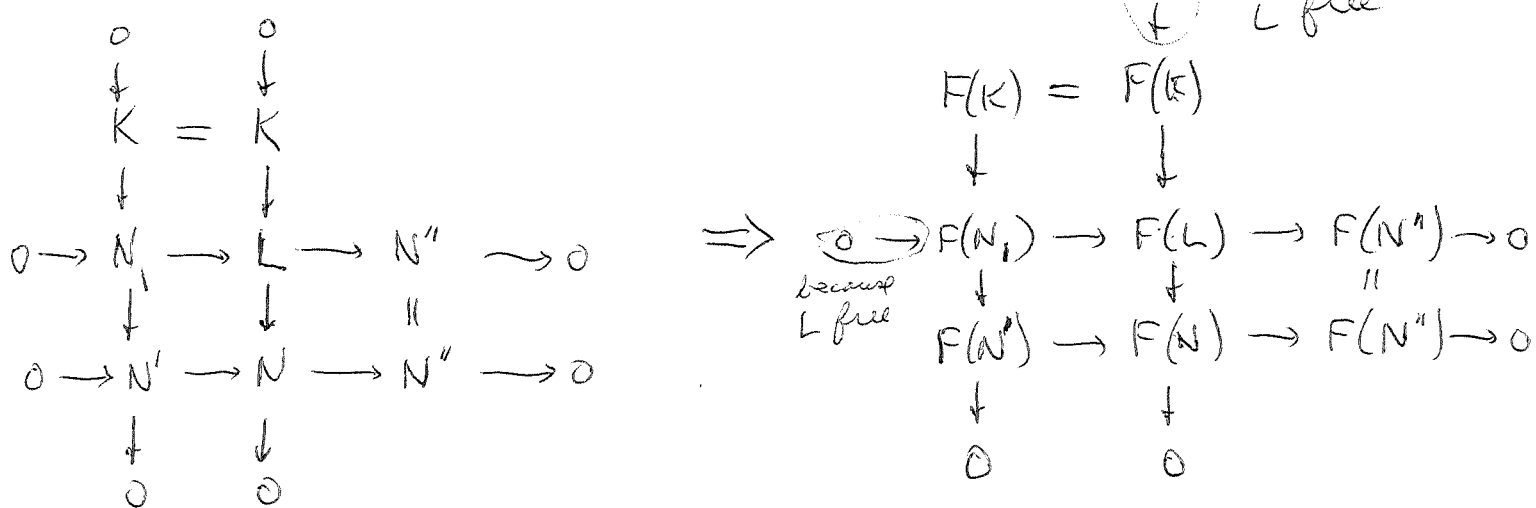 L free
0 0 F(K) = F(K)
↓ ↓ ↓ ↓
K = K
↓ ↓
0 → N₁ → L → N" → 0 ⇒ 0 → F(N₁) → F(L) → F(N") → 0
↓ ↓ || because ↓ ↓ ||
L free
0 → N' → N → N" → 0 F(N') → F(N) → F(N") → 0
↓ ↓ ↓ ↓
0 0 0 0